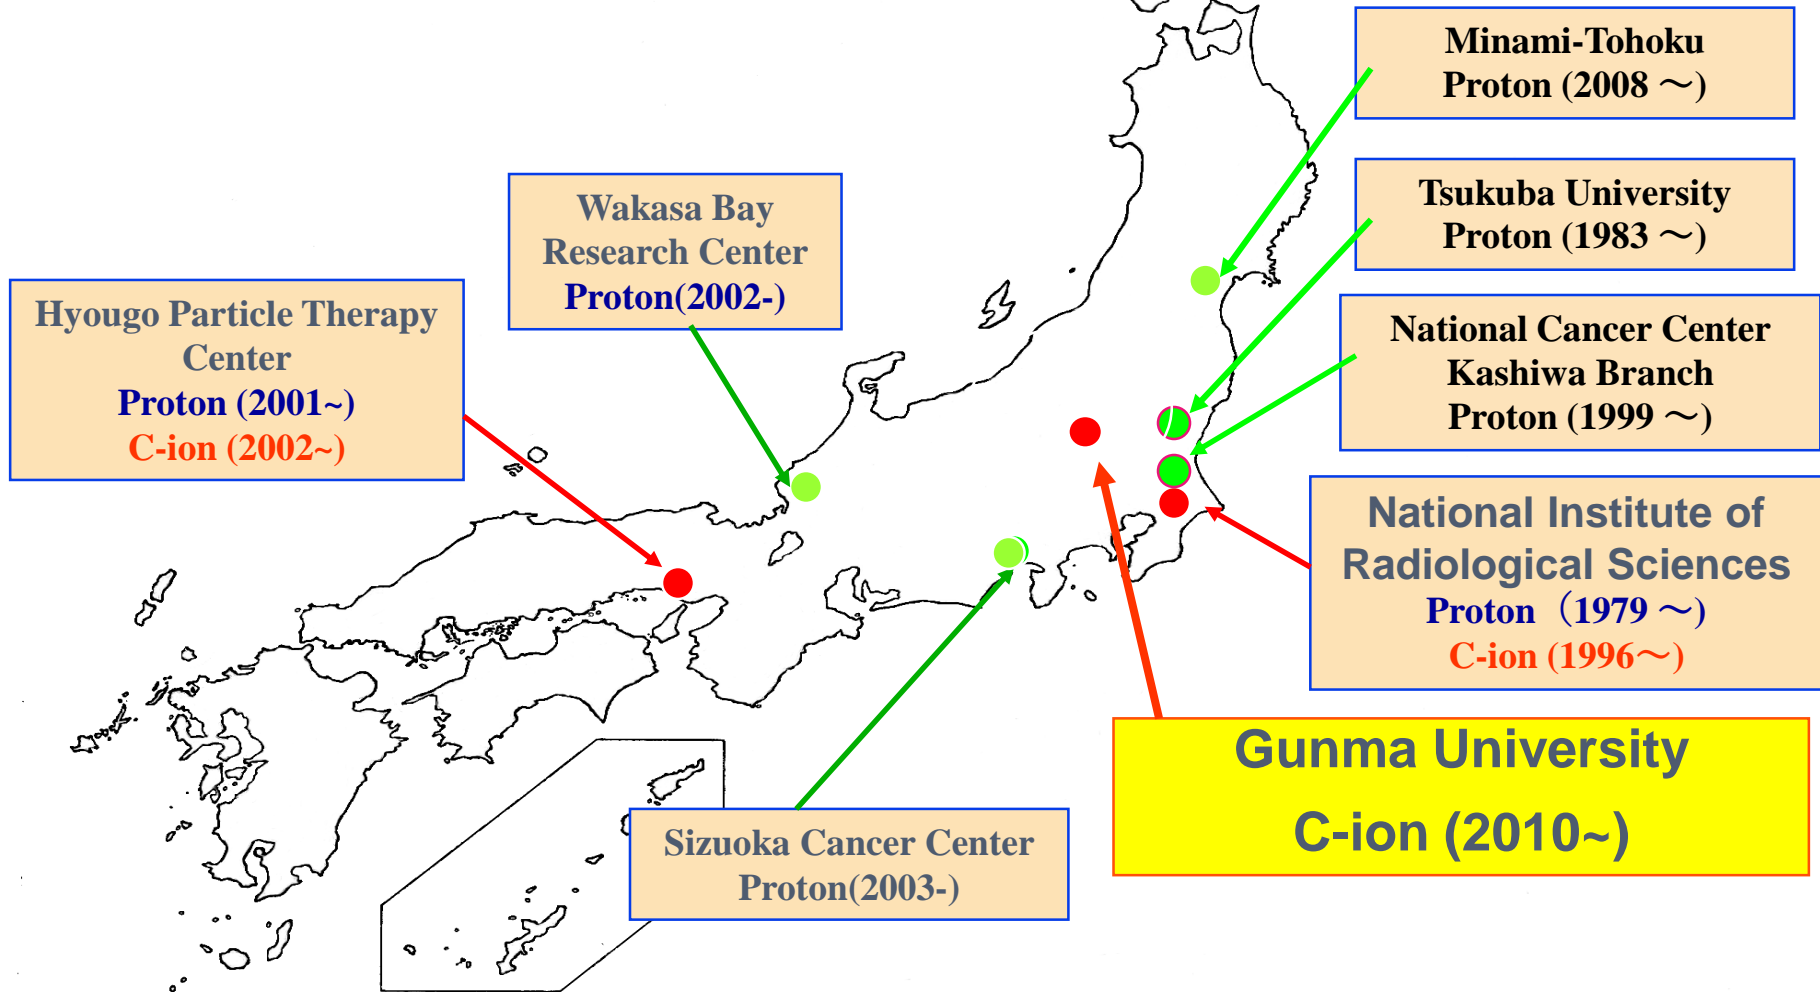 Minami-Tohoku
Proton (2008 ～)
Tsukuba University
Proton (1983 ～)
Wakasa Bay
Research Center
Proton(2002-)
Hyougo Particle Therapy
Center
Proton (2001~)
C-ion (2002~)
National Cancer Center
Kashiwa Branch
Proton (1999 ～)
National Institute of
Radiological Sciences
Proton（1979 ～)
C-ion (1996～)
Gunma University
C-ion (2010~)
Sizuoka Cancer Center
Proton(2003-)